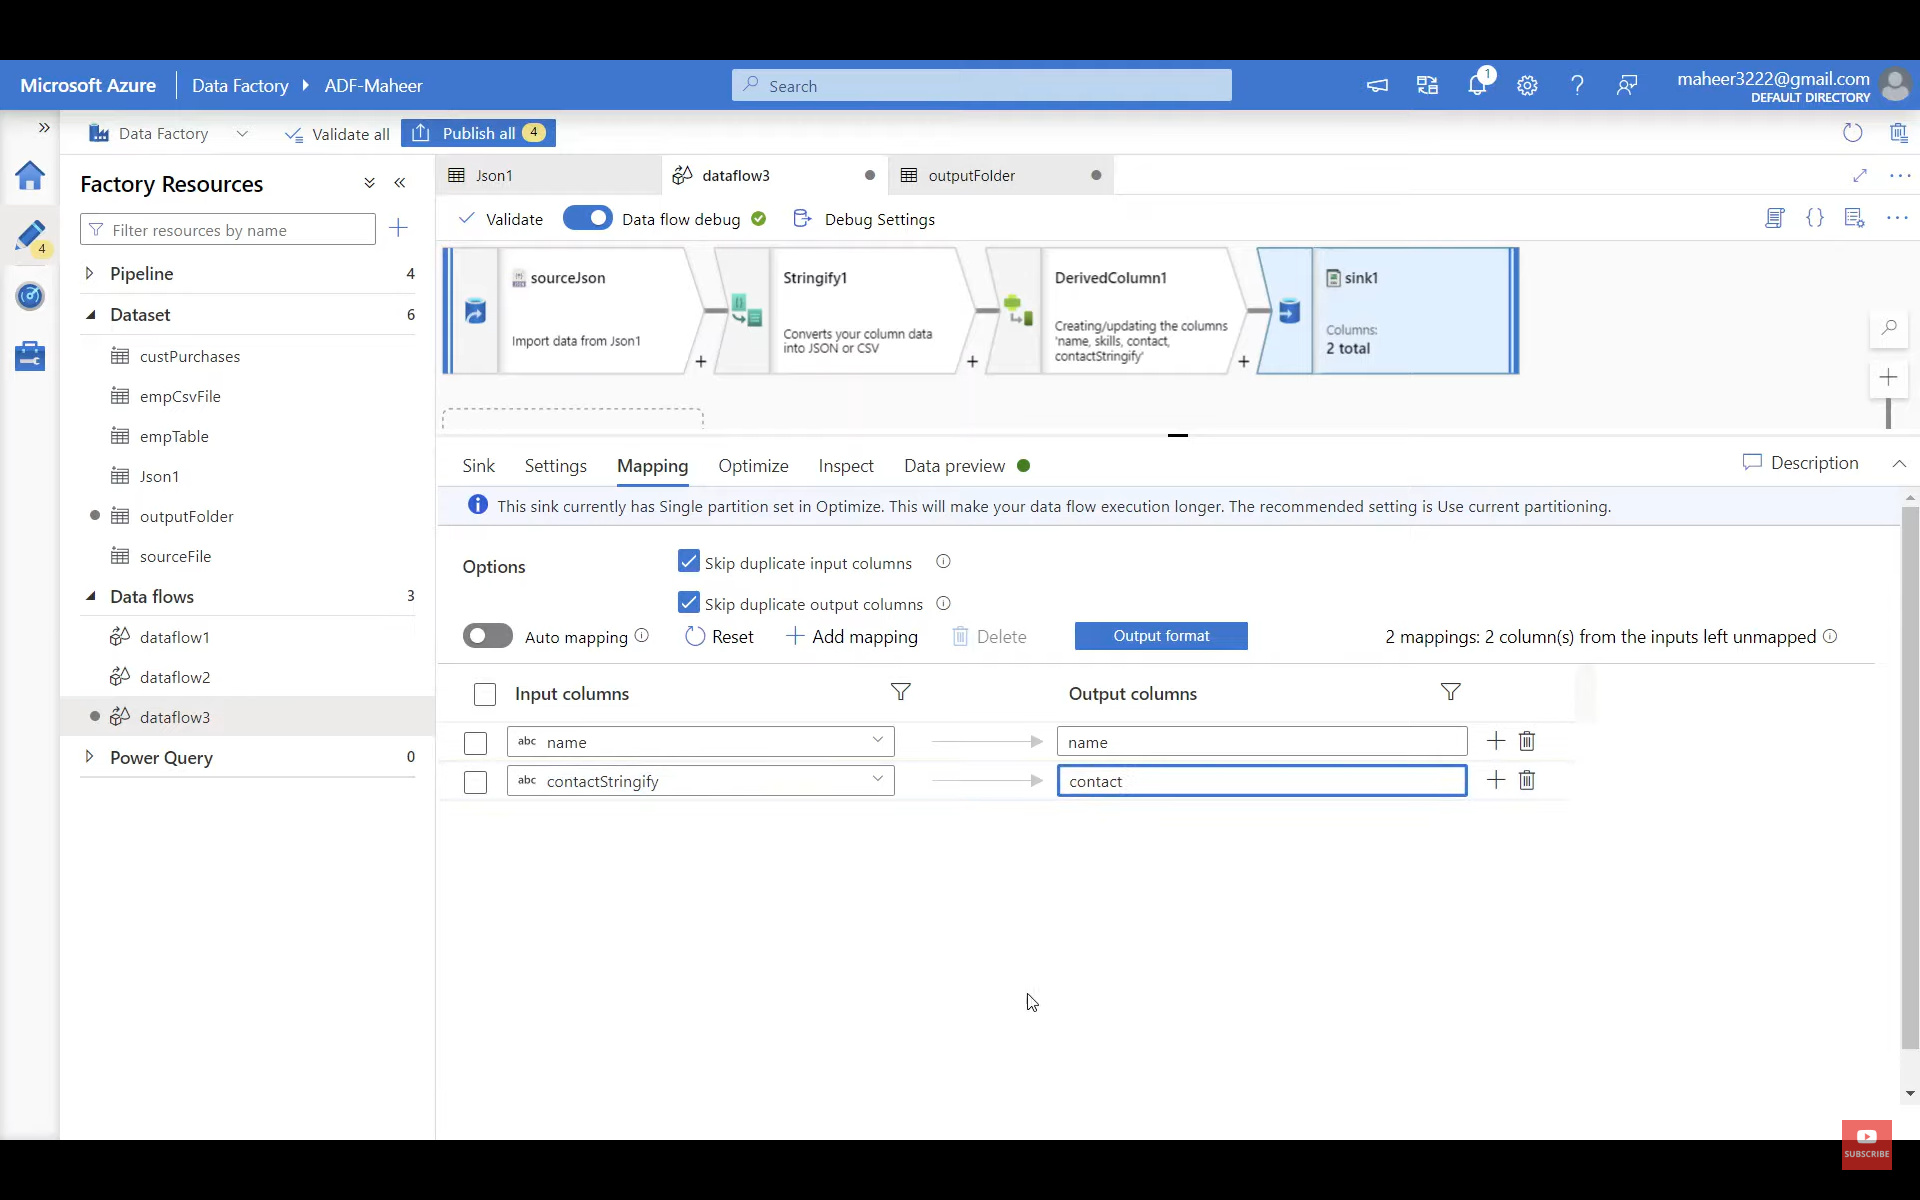 Microsoft Azure
Data Factory
ADF-Maheer
Search
1
maheer3222@gmail.com
DEFAULT DIRECTORY
Data Factory
Validate all
Publish all 4
4
Factory Resources
Filter resources by name
Pipeline 4
Dataset 6
custPurchases
empCsvFile
empTable
Json1
outputFolder
sourceFile
Data flows 3
dataflow1
dataflow2
dataflow3
Power Query 0
Json1
dataflow3
outputFolder
Validate
Data flow debug
Debug Settings
sourceJson
Import data from Json1
Stringify1
Converts your column data
into JSON or CSV
DerivedColumn1
Creating/updating the columns
'name, skills, contact,
contactStringify'
sink1
Columns:
2 total
Sink Settings Mapping Optimize Inspect Data preview
Description
This sink currently has Single partition set in Optimize. This will make your data flow execution longer. The recommended setting is Use current partitioning.
Options
Skip duplicate input columns
Skip duplicate output columns
Auto mapping
Reset
Add mapping
Delete
Output format
2 mappings: 2 column(s) from the inputs left unmapped
Input columns
Output columns
abc name
name
abc contactStringify
contact
SUBSCRIBE